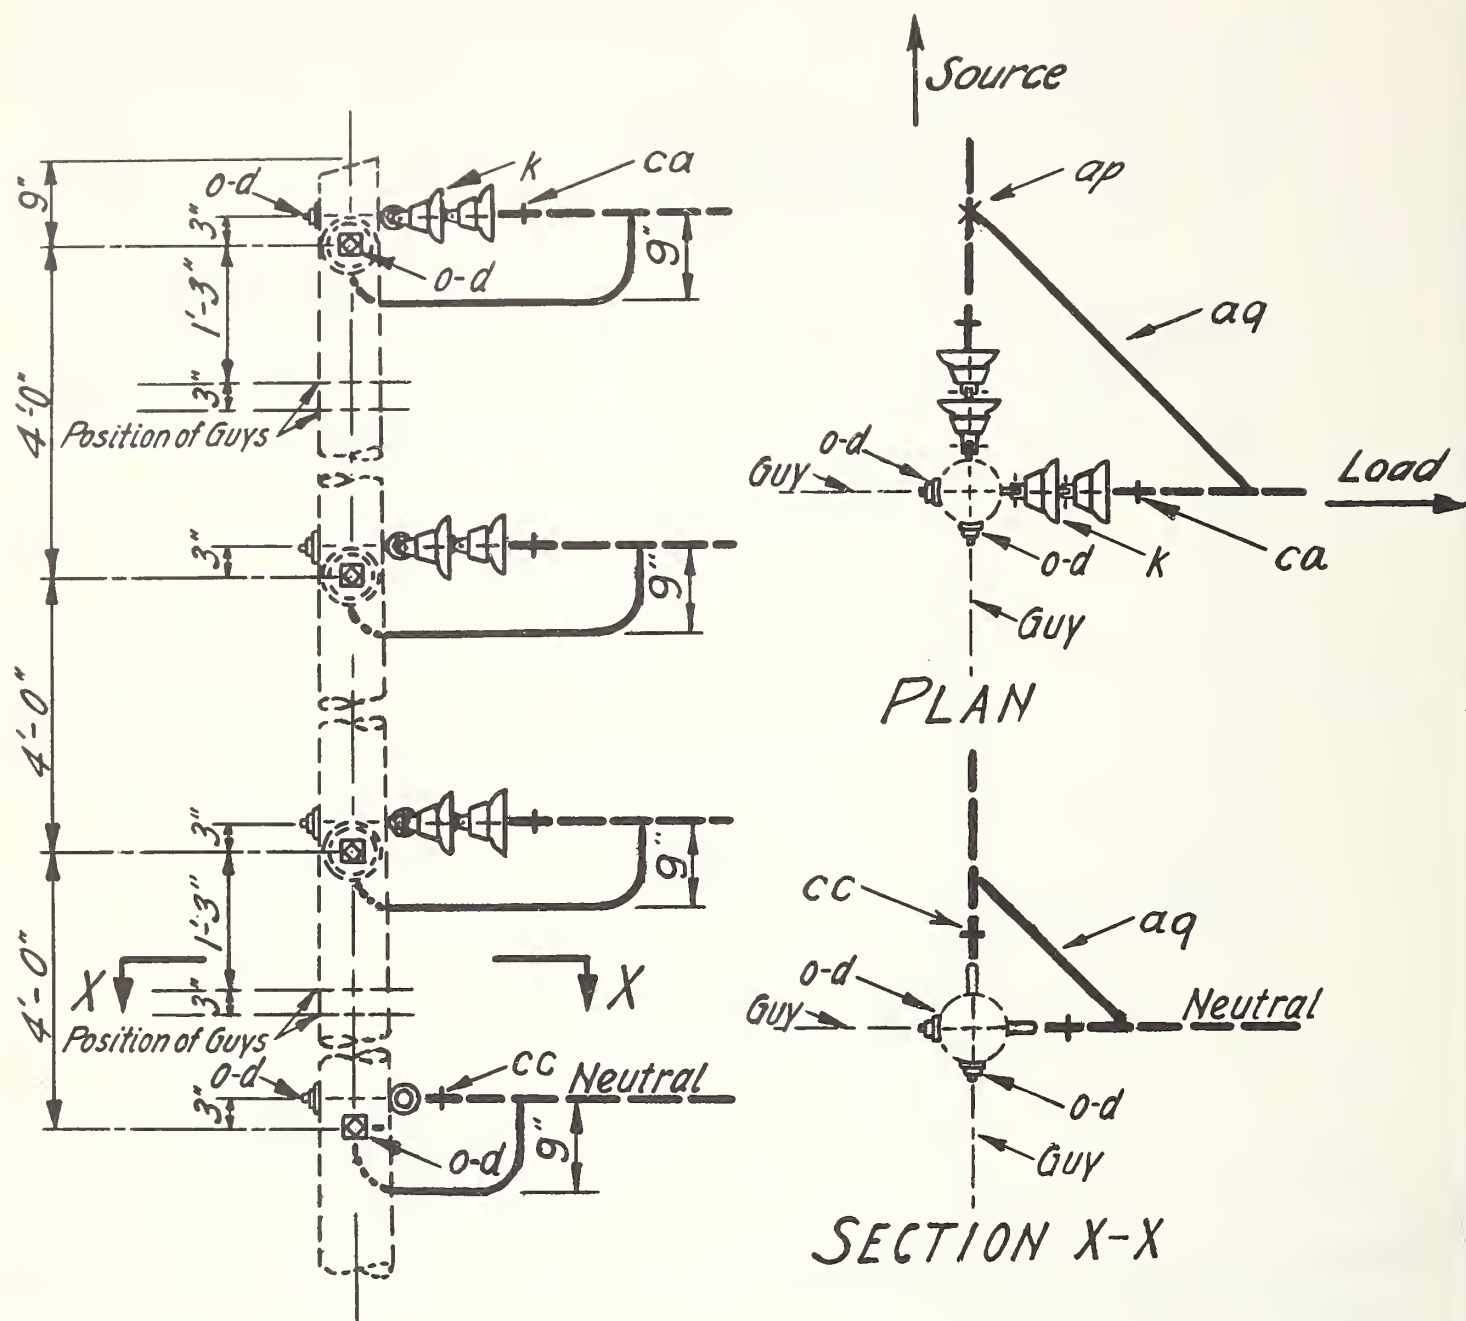 Source
9"
o-d
k
ca
ap
3"
9"
o-d
1'-3"
aq
4'-0"
3"
Position of Guys
o-d
Guy
Load
3"
9"
o-d
k
ca
Guy
PLAN
4'-0"
3"
9"
cc
aq
1'-3"
4'-0"
X
X
o-d
3"
Guy
Neutral
Position of Guys
o-d
cc
Neutral
3"
o-d
9"
o-d
Guy
SECTION X-X